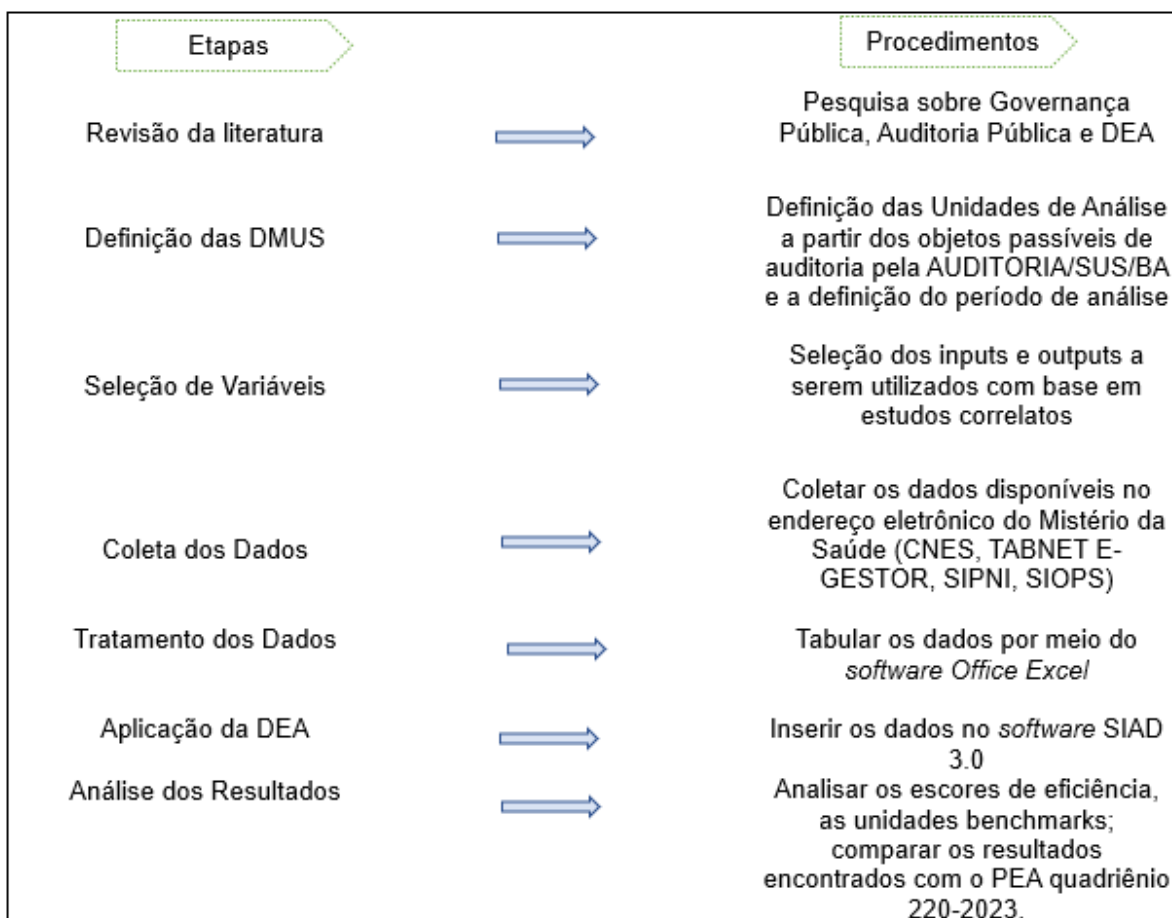 Etapas
Procedimentos
Revisão da literatura
Pesquisa sobre Governança
Pública, Auditoria Pública e DEA
Definição das DMUS
Definição das Unidades de Análise
a partir dos objetos passíveis de
auditoria pela AUDITORIA/SUS/BA
e a definição do período de análise
Seleção de Variáveis
Seleção dos inputs e outputs a
serem utilizados com base em
estudos correlatos
Coleta dos Dados
Coletar os dados disponíveis no
endereço eletrônico do Mistério da
Saúde (CNES, TABNET E-
GESTOR, SIPNI, SIOPS)
Tratamento dos Dados
Tabular os dados por meio do
software Office Excel
Aplicação da DEA
Inserir os dados no software SIAD
3.0
Análise dos Resultados
Analisar os escores de eficiência,
as unidades benchmarks;
comparar os resultados
encontrados com o PEA quadriênio
220-2023.